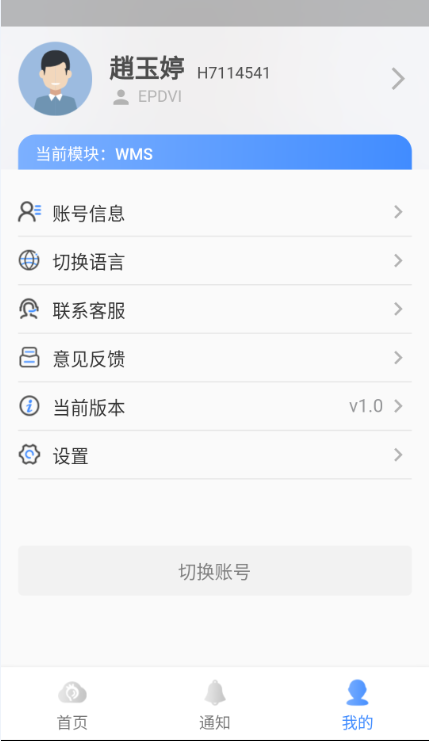 趙玉婷 H7114541
EPDVI
当前模块：WMS
账号信息
切换语言
联系客服
意见反馈
当前版本 v1.0
设置
切换账号
首页 通知 我的